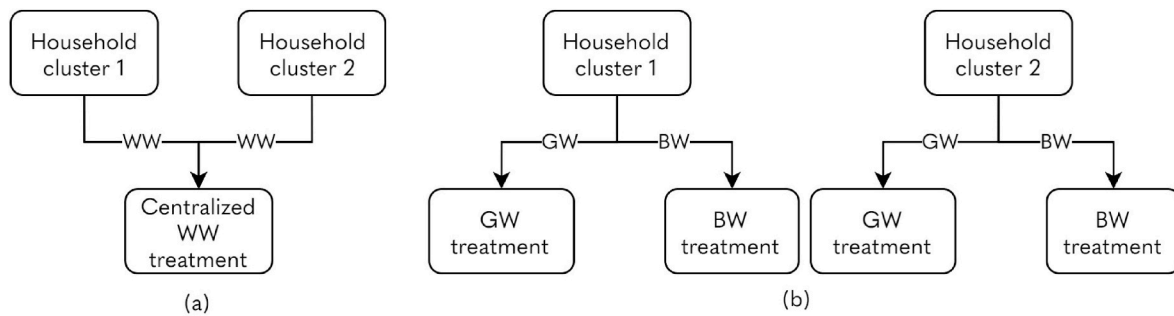 Household
cluster 1
Household
cluster 2
WW
WW
Centralized
WW
treatment
(a)
Household
cluster 1
GW
BW
GW
treatment
BW
treatment
Household
cluster 2
GW
BW
GW
treatment
BW
treatment
(b)